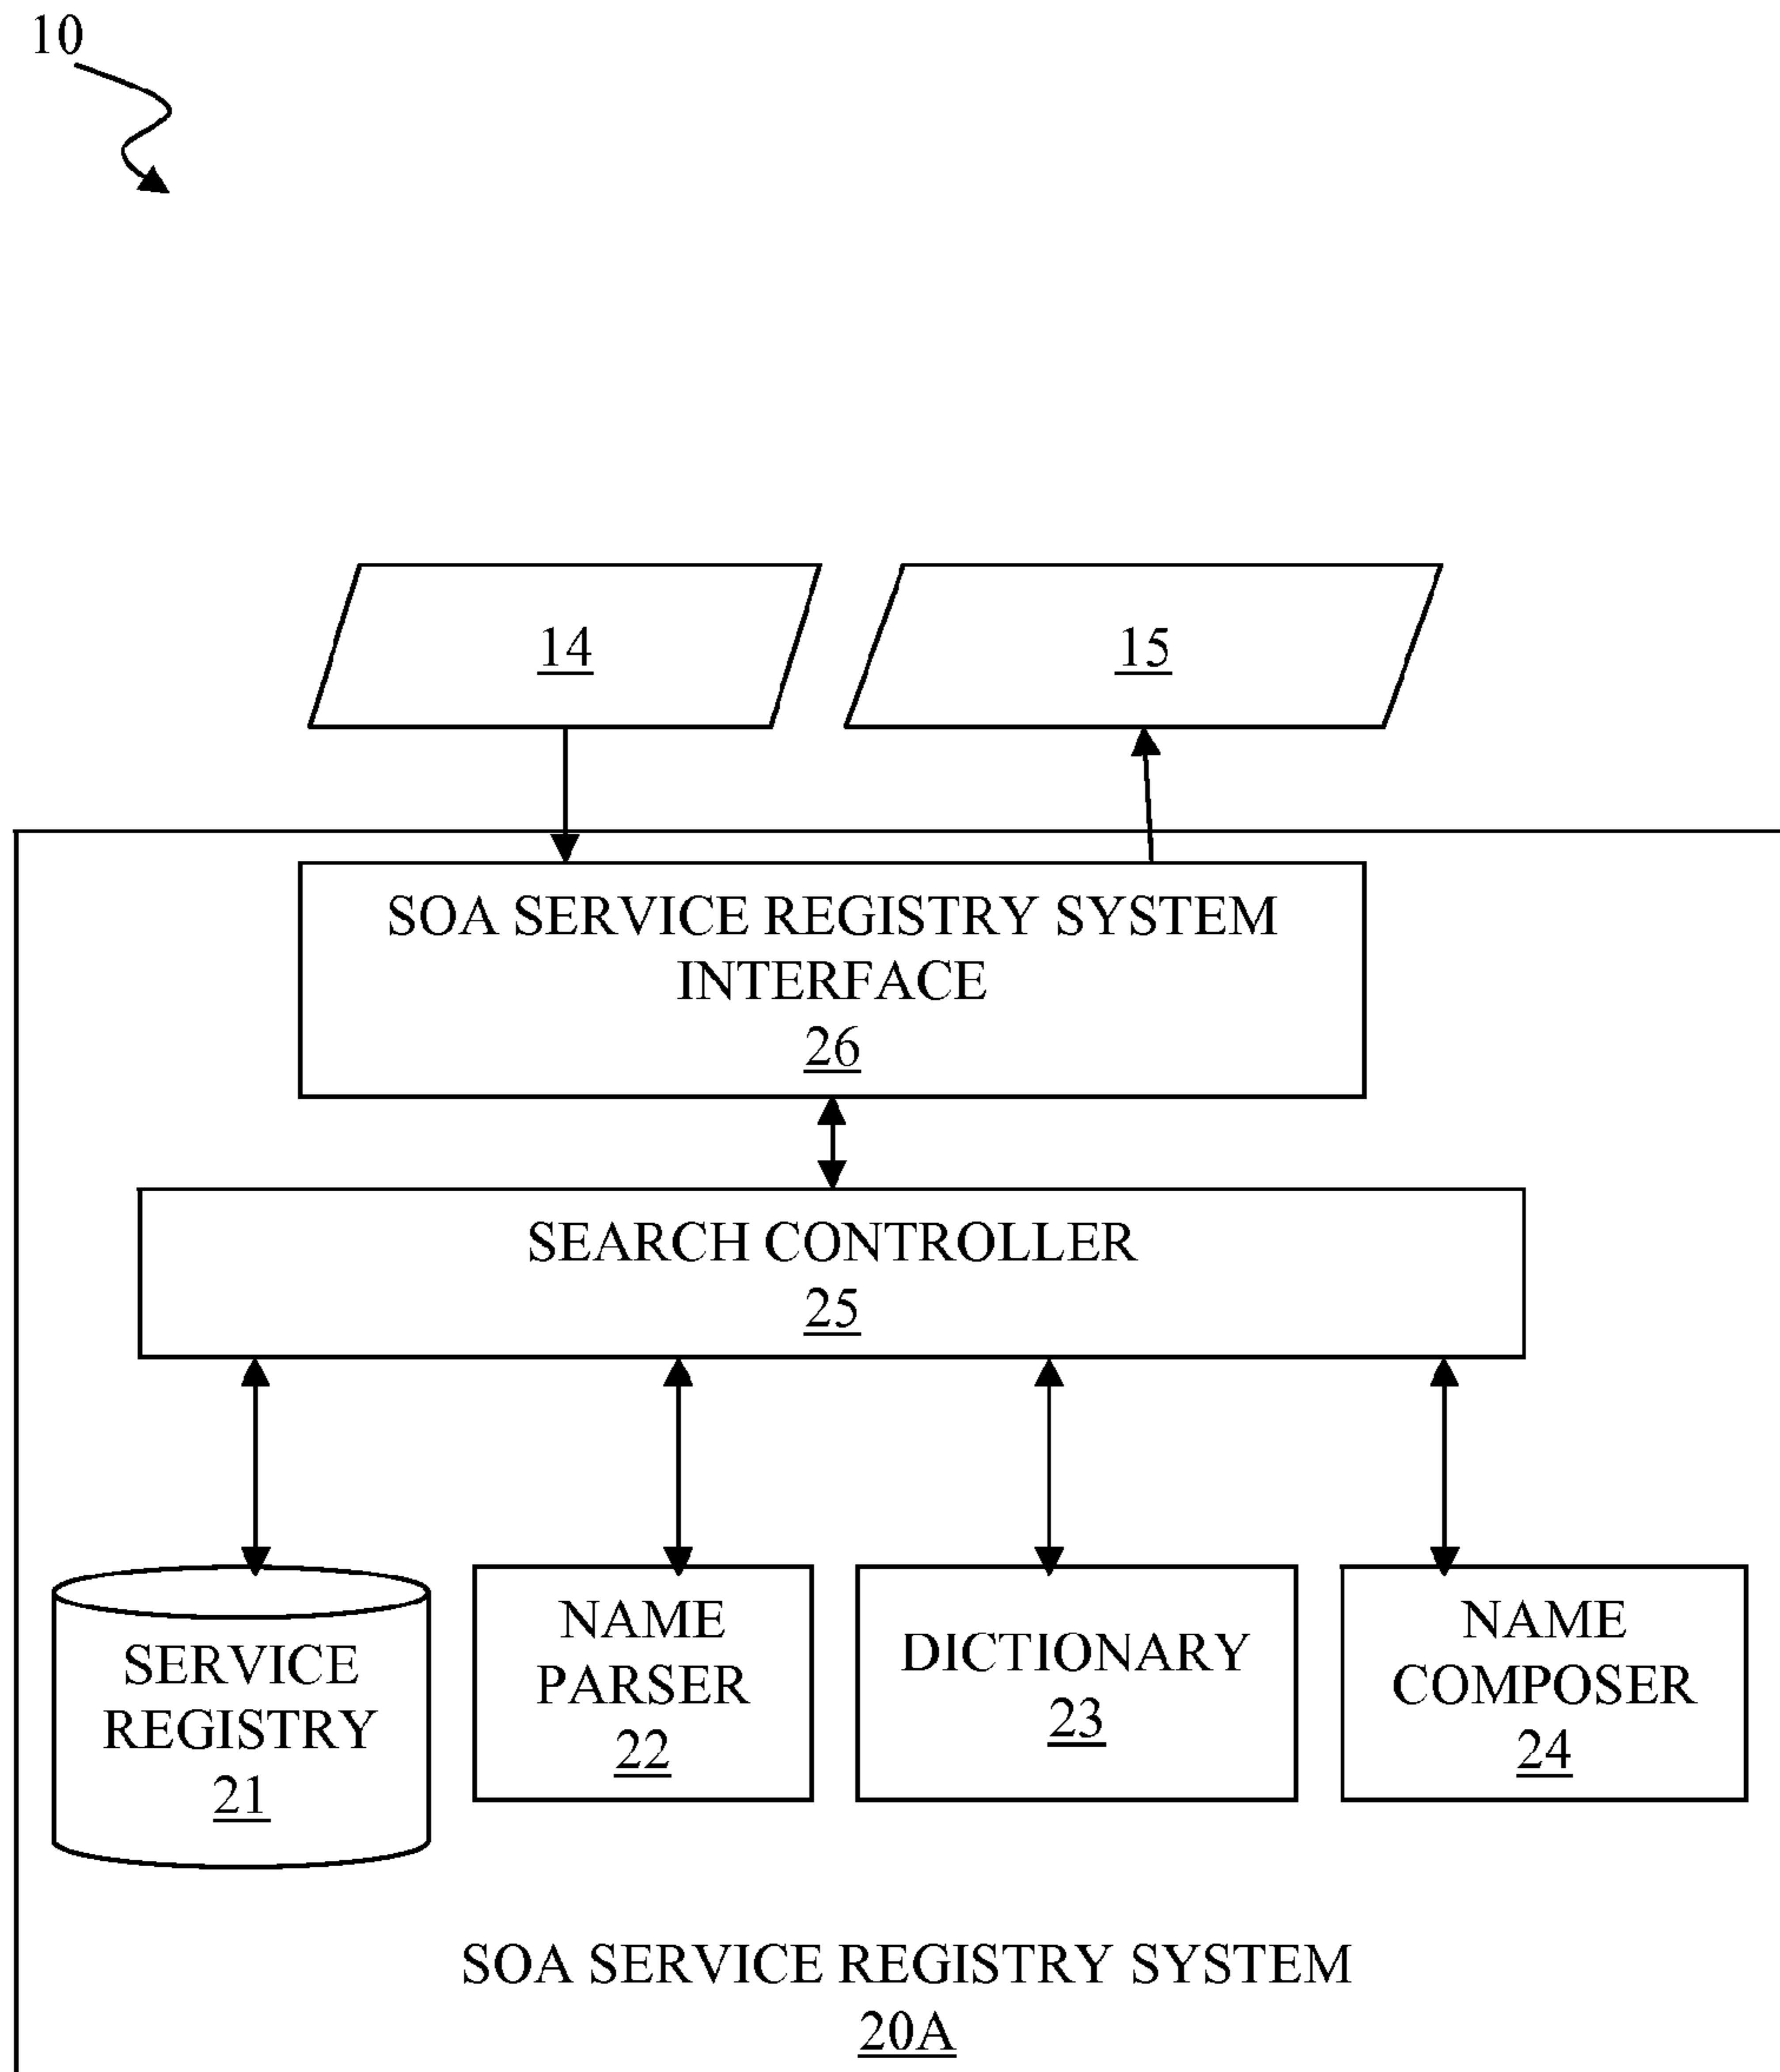 10
14
15
SOA SERVICE REGISTRY SYSTEM
INTERFACE
26
SEARCH CONTROLLER
25
SERVICE
REGISTRY
21
NAME
PARSER
22
DICTIONARY
23
NAME
COMPOSER
24
SOA SERVICE REGISTRY SYSTEM
20A